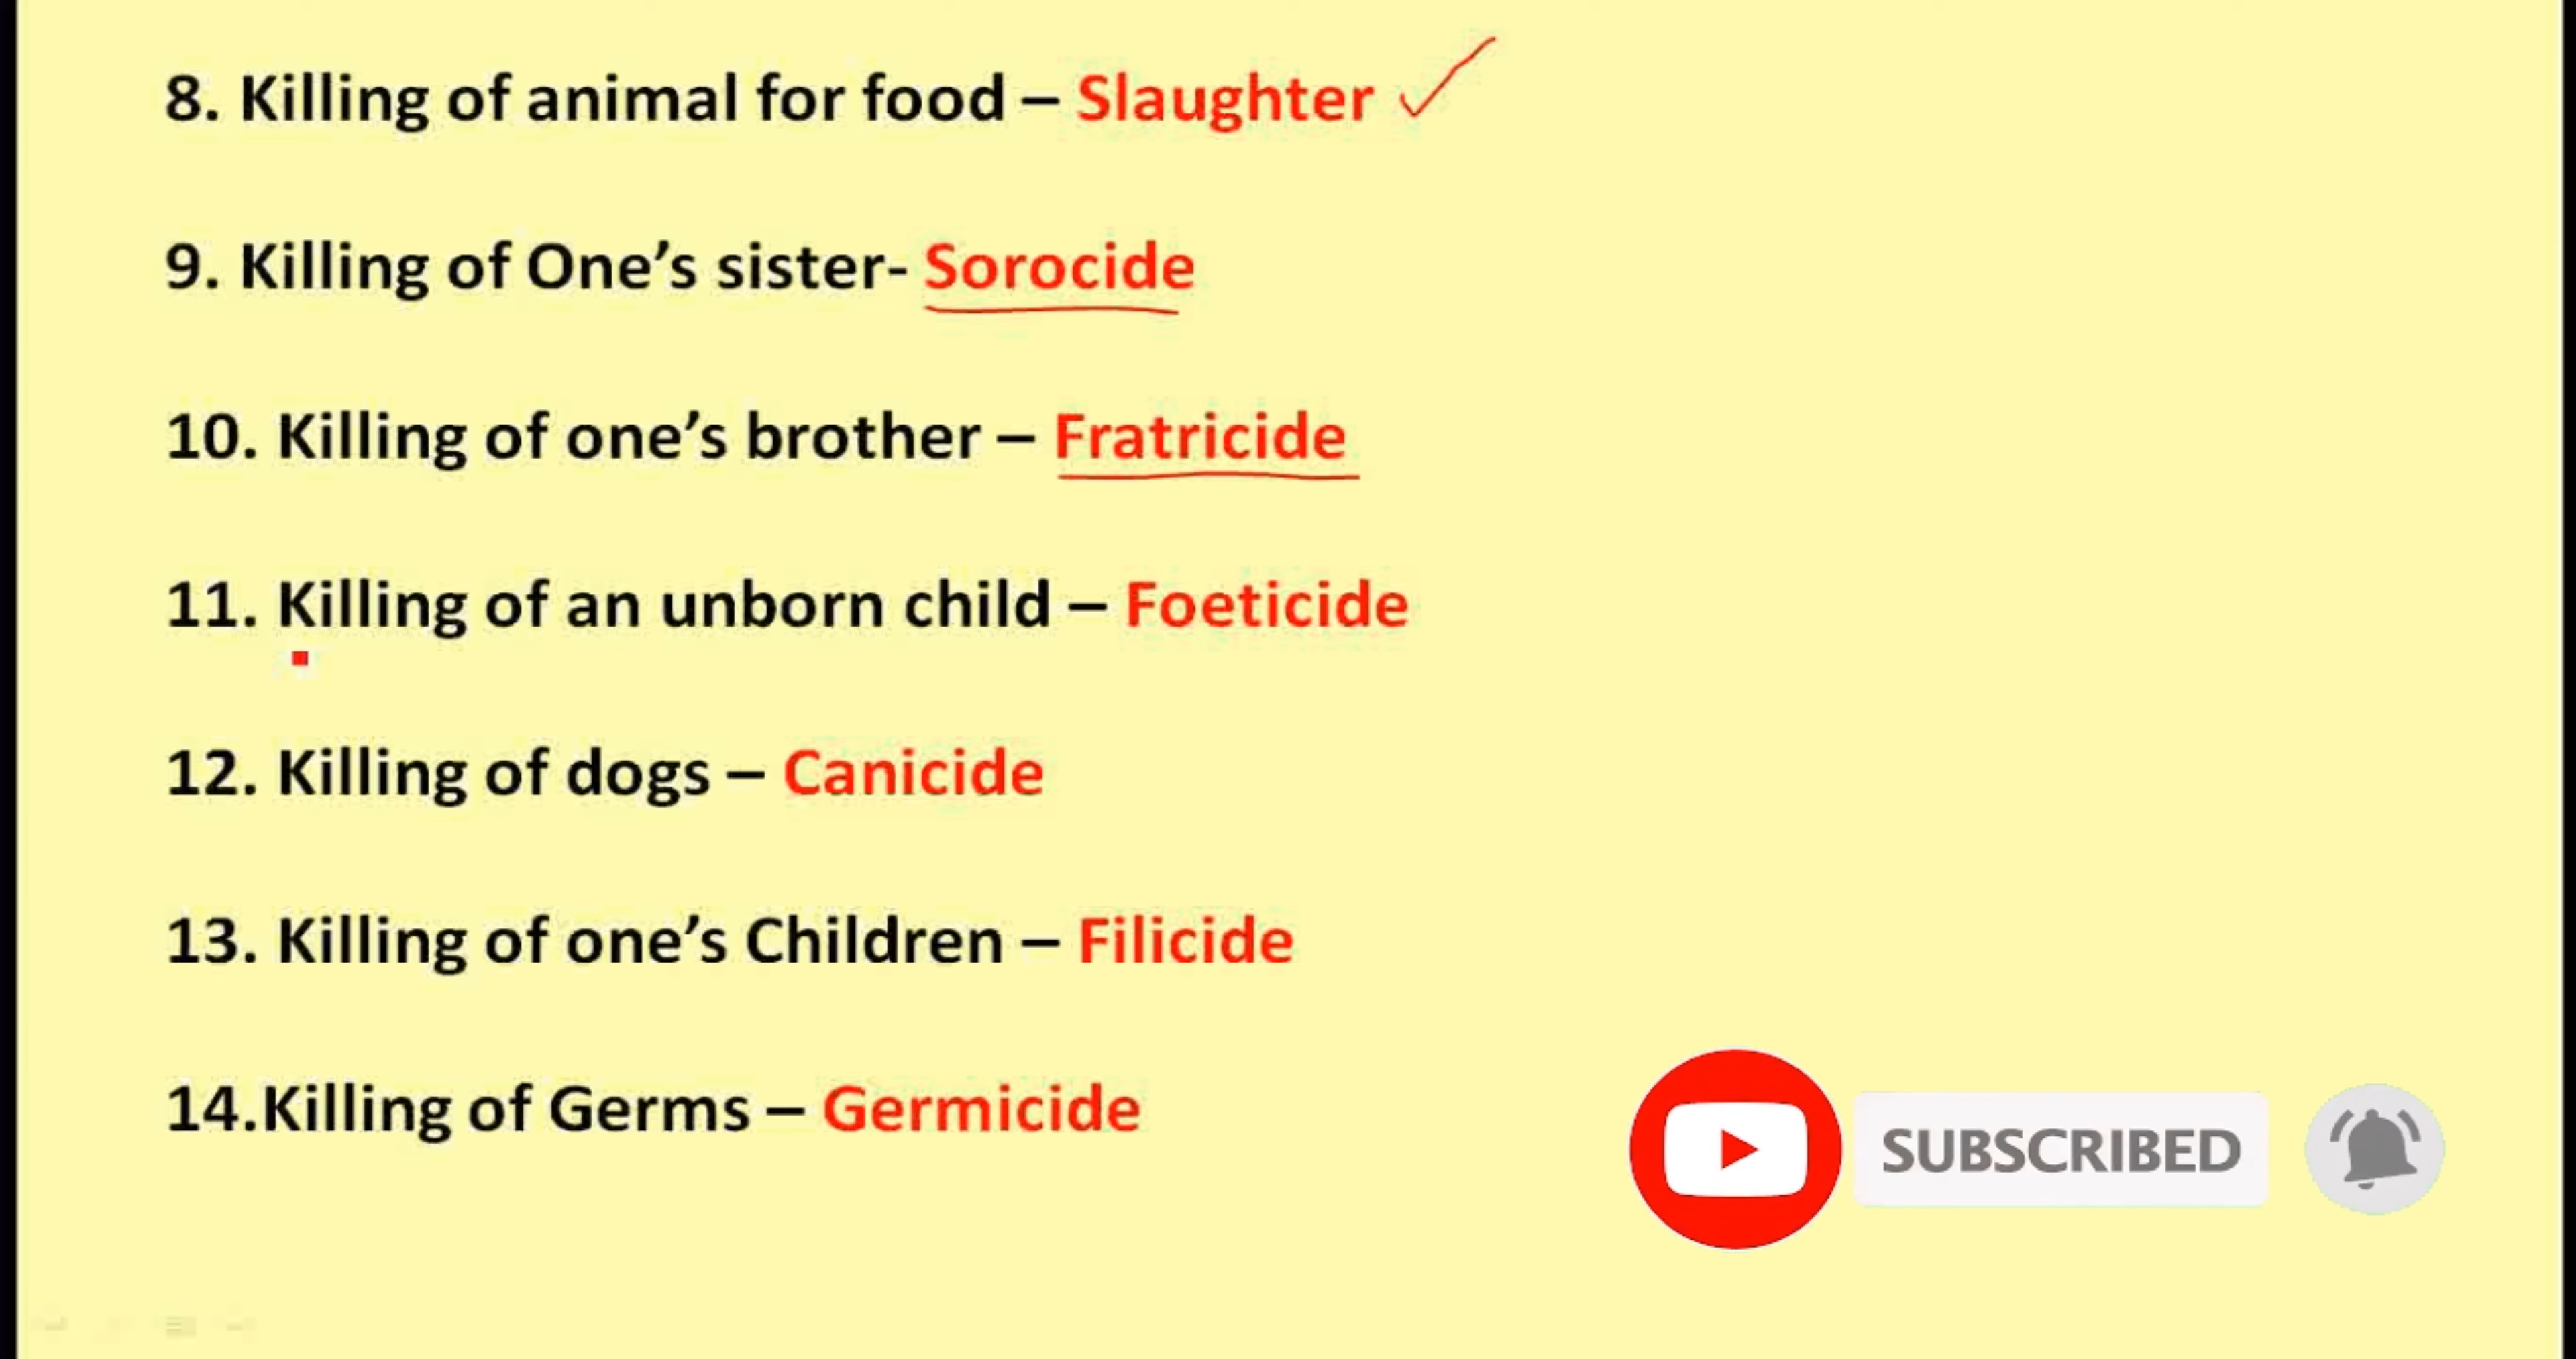 8. Killing of animal for food – Slaughter
9. Killing of One’s sister- Sorocide
10. Killing of one’s brother – Fratricide
11. Killing of an unborn child – Foeticide
12. Killing of dogs – Canicide
13. Killing of one’s Children – Filicide
14.Killing of Germs – Germicide
SUBSCRIBED